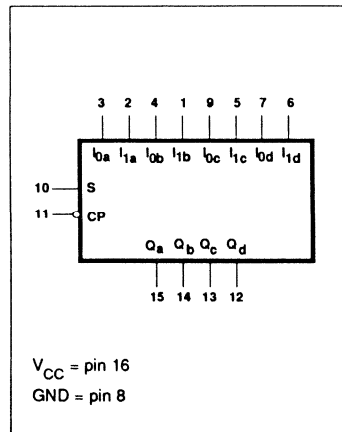 3 2 4 1 9 5 7 6
I0a I1a I0b I1b I0c I1c I0d I1d
10 S
11 CP
Qa Qb Qc Qd
15 14 13 12
VCC = pin 16
GND = pin 8